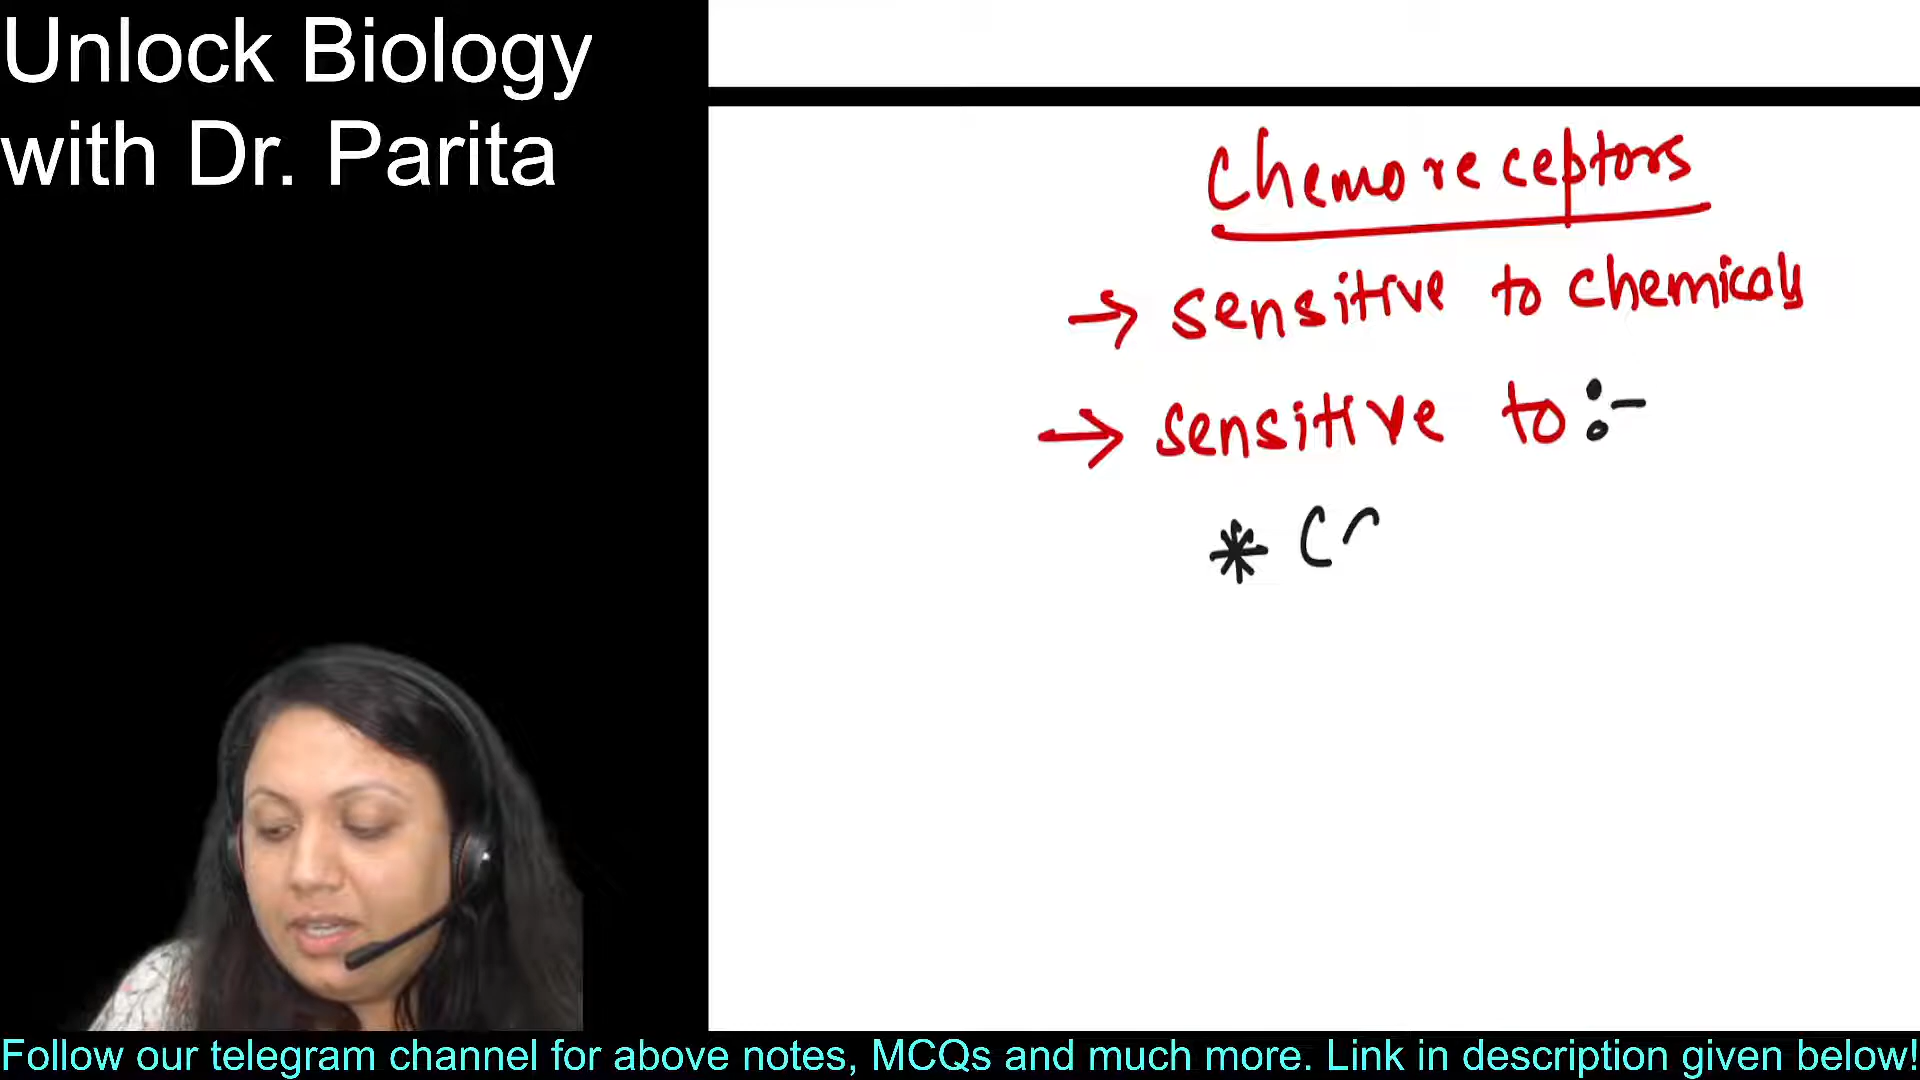 Unlock Biology
with Dr. Parita
Chemoreceptors
→ sensitive to chemicals
→ sensitive to :-
* C
Follow our telegram channel for above notes, MCQs and much more. Link in description given below!